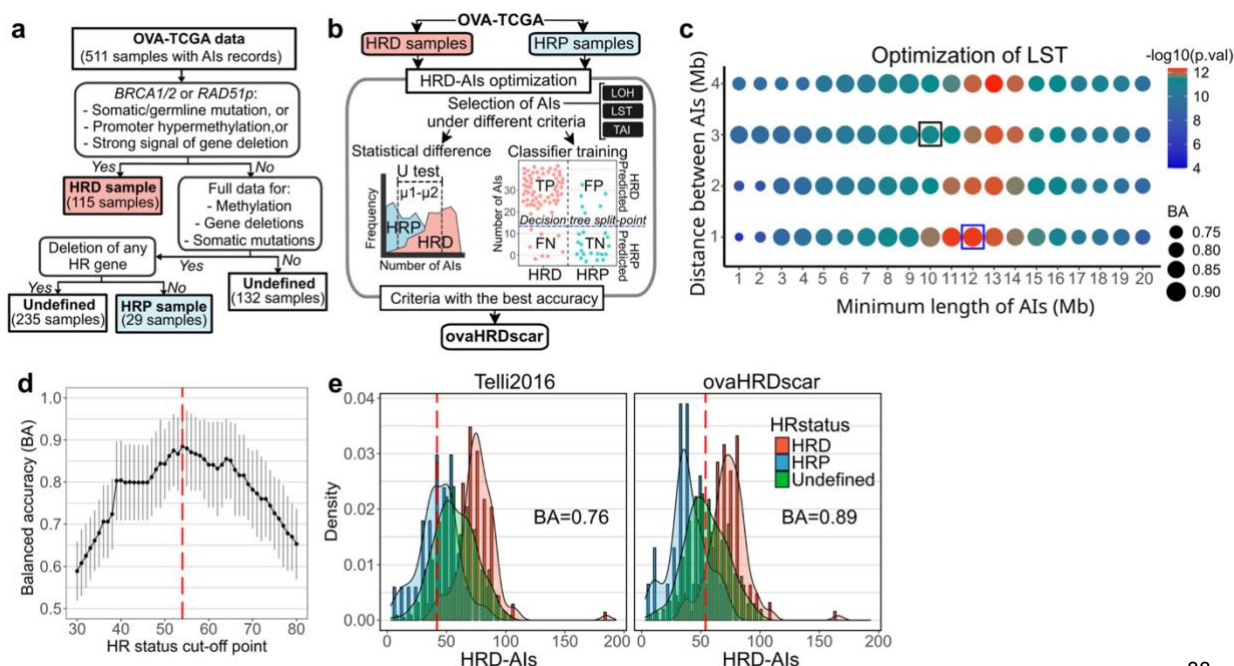 a
OVA-TCGA data
(511 samples with AIs records)
BRCA1/2 or RAD51p:
- Somatic/germline mutation, or
- Promoter hypermethylation,or
- Strong signal of gene deletion
Yes
No
HRD sample
(115 samples)
Full data for:
- Methylation
- Gene deletions
- Somatic mutations
Deletion of any
HR gene
Yes
No
Yes
No
Undefined
(235 samples)
HRP sample
(29 samples)
Undefined
(132 samples)
b
OVA-TCGA
HRD samples
HRP samples
HRD-AIs optimization
Selection of AIs
under different criteria
LOH
LST
TAI
Statistical difference
Classifier training
U test
μ1-μ2
HRP
HRD
Frequency
Number of AIs
TP
FP
Decision tree split-point
FN
TN
Number of AIs
30
20
10
0
HRD
HRP
Predicted
HRD
Predicted
HRP
Criteria with the best accuracy
ovaHRDscar
c
Optimization of LST
Distance between AIs (Mb)
4
3
2
1
1 2 3 4 5 6 7 8 9 10 11 12 13 14 15 16 17 18 19 20
Minimum length of AIs (Mb)
-log10(p.val)
12
10
8
6
4
BA
0.75
0.80
0.85
0.90
d
Balanced accuracy (BA)
1.0
0.9
0.8
0.7
0.6
0.5
30 40 50 60 70 80
HR status cut-off point
e
Telli2016
ovaHRDscar
Density
0.04
0.03
0.02
0.01
0.00
BA=0.76
HRstatus
HRD
HRP
Undefined
BA=0.89
0 50 100 150 200
0 50 100 150 200
HRD-AIs
HRD-AIs